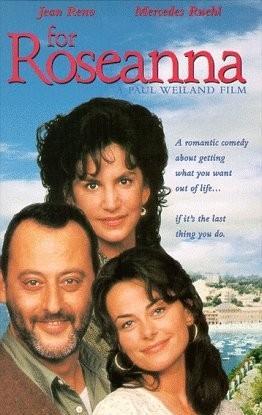 Jean Reno Mercedes Ruehl
for
Roseanna
A PAUL WEILAND FILM
A romantic comedy
about getting
what you want
out of life...
if it's the last
thing you do.